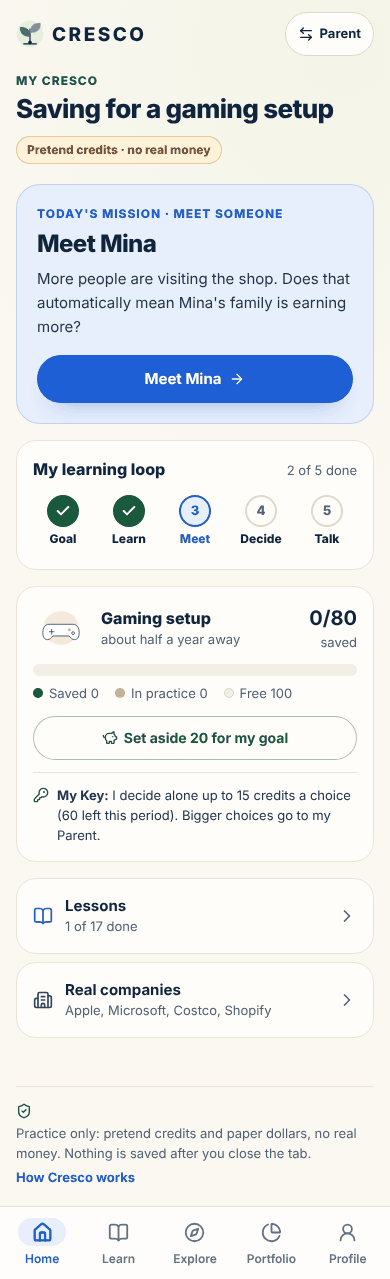 CRESCO
Parent
MY CRESCO
Saving for a gaming setup
Pretend credits · no real money
TODAY'S MISSION · MEET SOMEONE
Meet Mina
More people are visiting the shop. Does that
automatically mean Mina's family is earning
more?
Meet Mina
My learning loop
2 of 5 done
3
4
5
Goal
Learn
Meet
Decide
Talk
Gaming setup
0/80
about half a year away
saved
Saved 0
In practice 0
Free 100
Set aside 20 for my goal
My Key: I decide alone up to 15 credits a choice
(60 left this period). Bigger choices go to my
Parent.
Lessons
1 of 17 done
Real companies
Apple, Microsoft, Costco, Shopify
Practice only: pretend credits and paper dollars, no real
money. Nothing is saved after you close the tab.
How Cresco works
Home
Learn
Explore
Portfolio
Profile